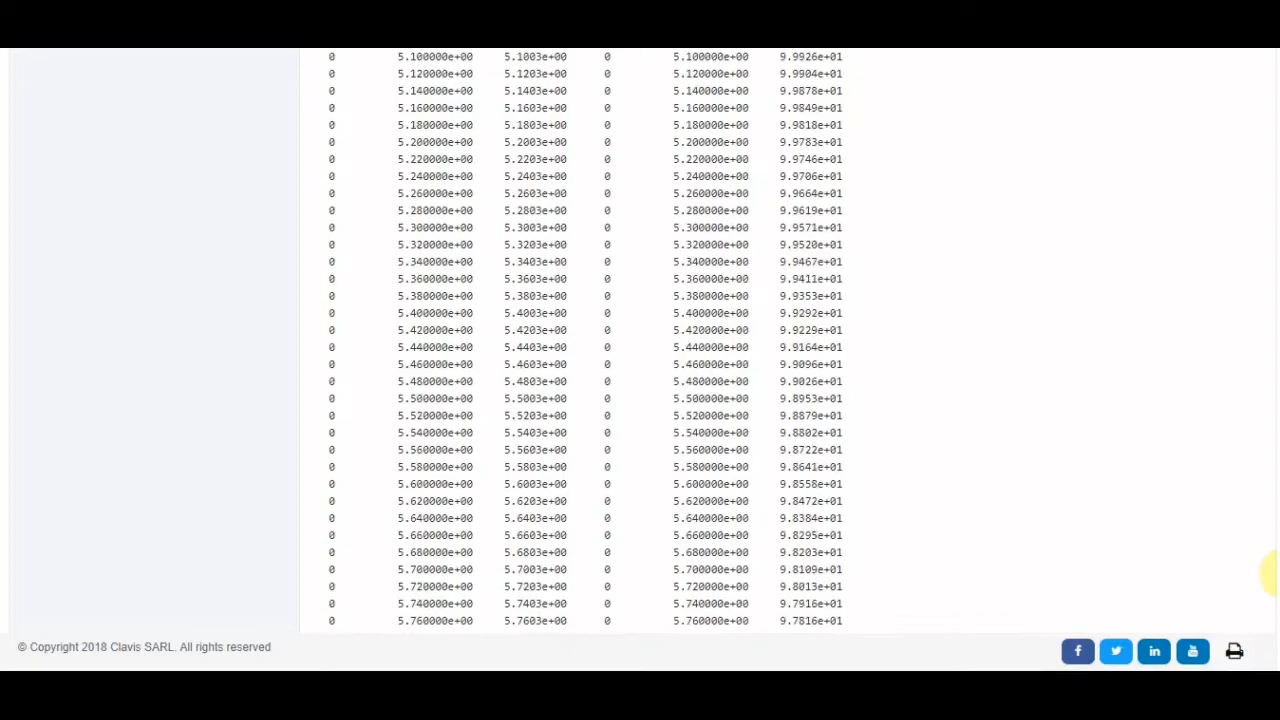 0 5.100000e+00 5.1003e+00 0 5.100000e+00 9.9926e+01
0 5.120000e+00 5.1203e+00 0 5.120000e+00 9.9904e+01
0 5.140000e+00 5.1403e+00 0 5.140000e+00 9.9878e+01
0 5.160000e+00 5.1603e+00 0 5.160000e+00 9.9849e+01
0 5.180000e+00 5.1803e+00 0 5.180000e+00 9.9818e+01
0 5.200000e+00 5.2003e+00 0 5.200000e+00 9.9783e+01
0 5.220000e+00 5.2203e+00 0 5.220000e+00 9.9746e+01
0 5.240000e+00 5.2403e+00 0 5.240000e+00 9.9706e+01
0 5.260000e+00 5.2603e+00 0 5.260000e+00 9.9664e+01
0 5.280000e+00 5.2803e+00 0 5.280000e+00 9.9619e+01
0 5.300000e+00 5.3003e+00 0 5.300000e+00 9.9571e+01
0 5.320000e+00 5.3203e+00 0 5.320000e+00 9.9520e+01
0 5.340000e+00 5.3403e+00 0 5.340000e+00 9.9467e+01
0 5.360000e+00 5.3603e+00 0 5.360000e+00 9.9411e+01
0 5.380000e+00 5.3803e+00 0 5.380000e+00 9.9353e+01
0 5.400000e+00 5.4003e+00 0 5.400000e+00 9.9292e+01
0 5.420000e+00 5.4203e+00 0 5.420000e+00 9.9229e+01
0 5.440000e+00 5.4403e+00 0 5.440000e+00 9.9164e+01
0 5.460000e+00 5.4603e+00 0 5.460000e+00 9.9096e+01
0 5.480000e+00 5.4803e+00 0 5.480000e+00 9.9026e+01
0 5.500000e+00 5.5003e+00 0 5.500000e+00 9.8953e+01
0 5.520000e+00 5.5203e+00 0 5.520000e+00 9.8879e+01
0 5.540000e+00 5.5403e+00 0 5.540000e+00 9.8802e+01
0 5.560000e+00 5.5603e+00 0 5.560000e+00 9.8722e+01
0 5.580000e+00 5.5803e+00 0 5.580000e+00 9.8641e+01
0 5.600000e+00 5.6003e+00 0 5.600000e+00 9.8558e+01
0 5.620000e+00 5.6203e+00 0 5.620000e+00 9.8472e+01
0 5.640000e+00 5.6403e+00 0 5.640000e+00 9.8384e+01
0 5.660000e+00 5.6603e+00 0 5.660000e+00 9.8295e+01
0 5.680000e+00 5.6803e+00 0 5.680000e+00 9.8203e+01
0 5.700000e+00 5.7003e+00 0 5.700000e+00 9.8109e+01
0 5.720000e+00 5.7203e+00 0 5.720000e+00 9.8013e+01
0 5.740000e+00 5.7403e+00 0 5.740000e+00 9.7916e+01
0 5.760000e+00 5.7603e+00 0 5.760000e+00 9.7816e+01
© Copyright 2018 Clavis SARL. All rights reserved